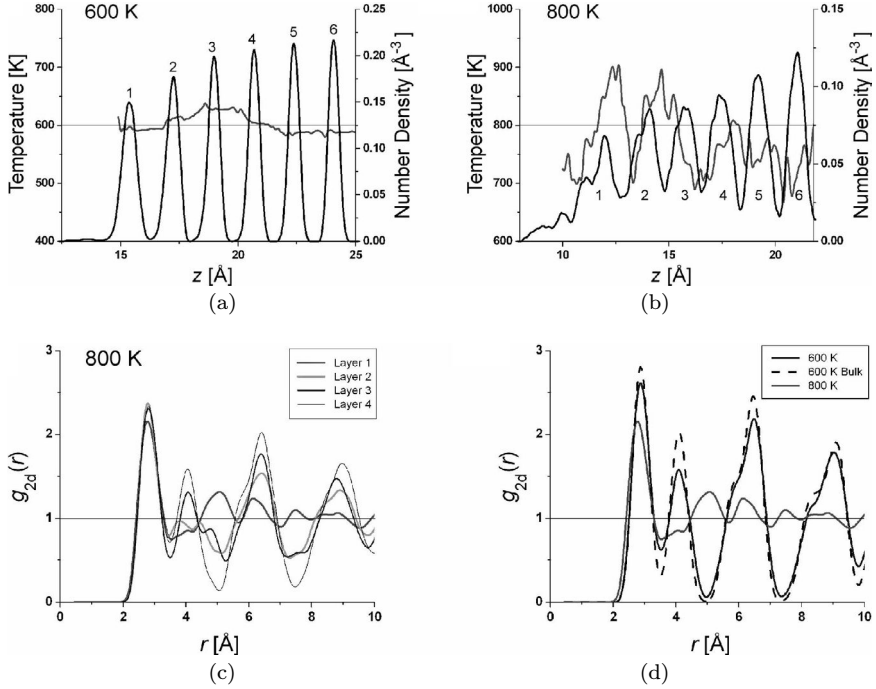 600 K
800
700
600
500
400
Temperature [K]
1
2
3
4
5
6
0.25
0.20
0.15
0.10
0.05
0.00
Number Density [Å-3]
15
20
25
z [Å]
(a)
800 K
1000
900
800
700
600
Temperature [K]
1
2
3
4
5
6
0.15
0.10
0.05
0.00
Number Density [Å-3]
10
15
20
z [Å]
(b)
800 K
3
2
1
0
g2d(r)
Layer 1
Layer 2
Layer 3
Layer 4
0
2
4
6
8
10
r [Å]
(c)
3
2
1
0
g2d(r)
600 K
600 K Bulk
800 K
0
2
4
6
8
10
r [Å]
(d)